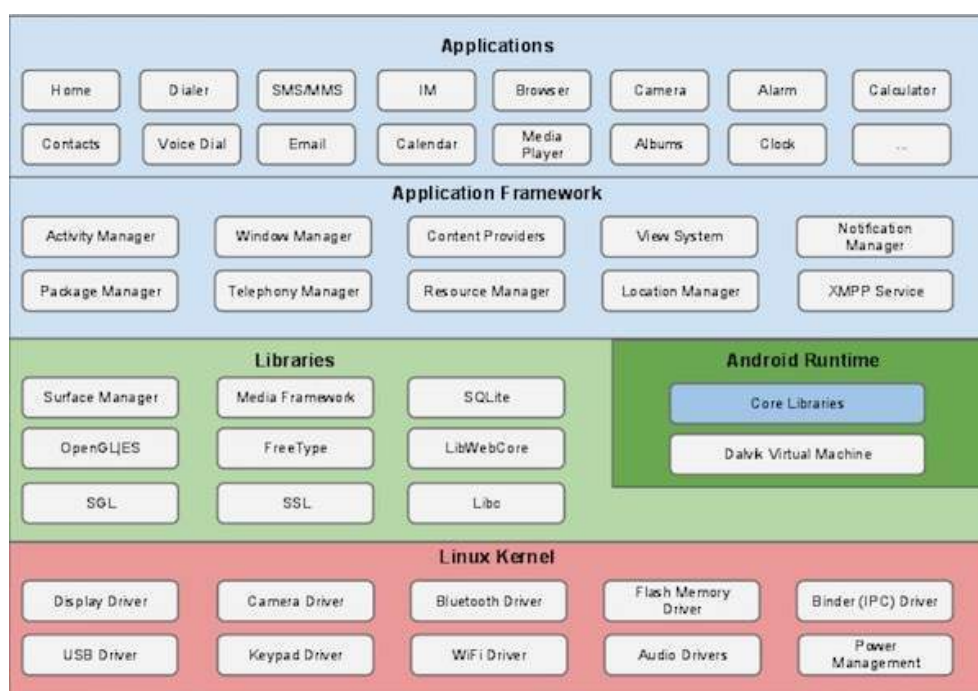 Applications
Home
Dialer
SMS/MMS
IM
Browser
Camera
Alarm
Calculator
Contacts
Voice Dial
Email
Calendar
Media
Player
Albums
Clock
...
Application Framework
Activity Manager
Window Manager
Content Providers
View System
Notification
Manager
Package Manager
Telephony Manager
Resource Manager
Location Manager
XMPP Service
Libraries
Surface Manager
Media Framework
SQLite
OpenGL|ES
FreeType
LibWebCore
SGL
SSL
Libc
Android Runtime
Core Libraries
Dalvik Virtual Machine
Linux Kernel
Display Driver
Camera Driver
Bluetooth Driver
Flash Memory
Driver
Binder (IPC) Driver
USB Driver
Keypad Driver
WiFi Driver
Audio Drivers
Power
Management